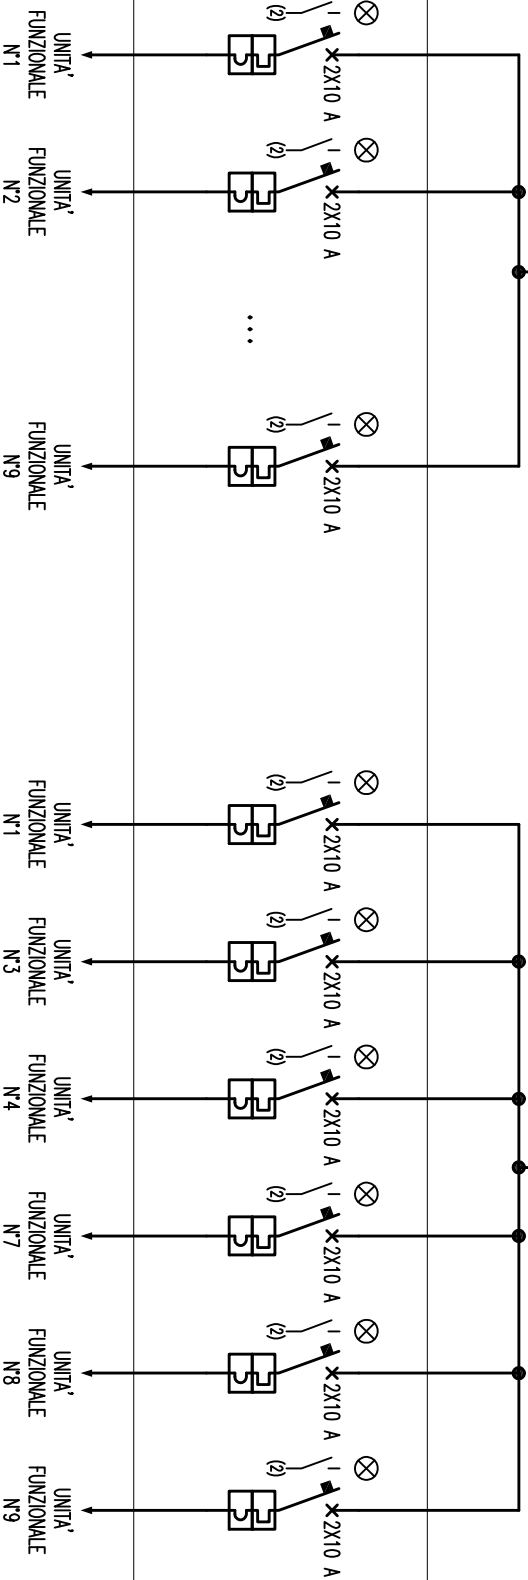 (2)
2X10 A
UNITA'
FUNZIONALE
N°1
(2)
2X10 A
UNITA'
FUNZIONALE
N°2
...
(2)
2X10 A
UNITA'
FUNZIONALE
N°9
(2)
2X10 A
UNITA'
FUNZIONALE
N°1
(2)
2X10 A
UNITA'
FUNZIONALE
N°3
(2)
2X10 A
UNITA'
FUNZIONALE
N°4
(2)
2X10 A
UNITA'
FUNZIONALE
N°7
(2)
2X10 A
UNITA'
FUNZIONALE
N°8
(2)
2X10 A
UNITA'
FUNZIONALE
N°9